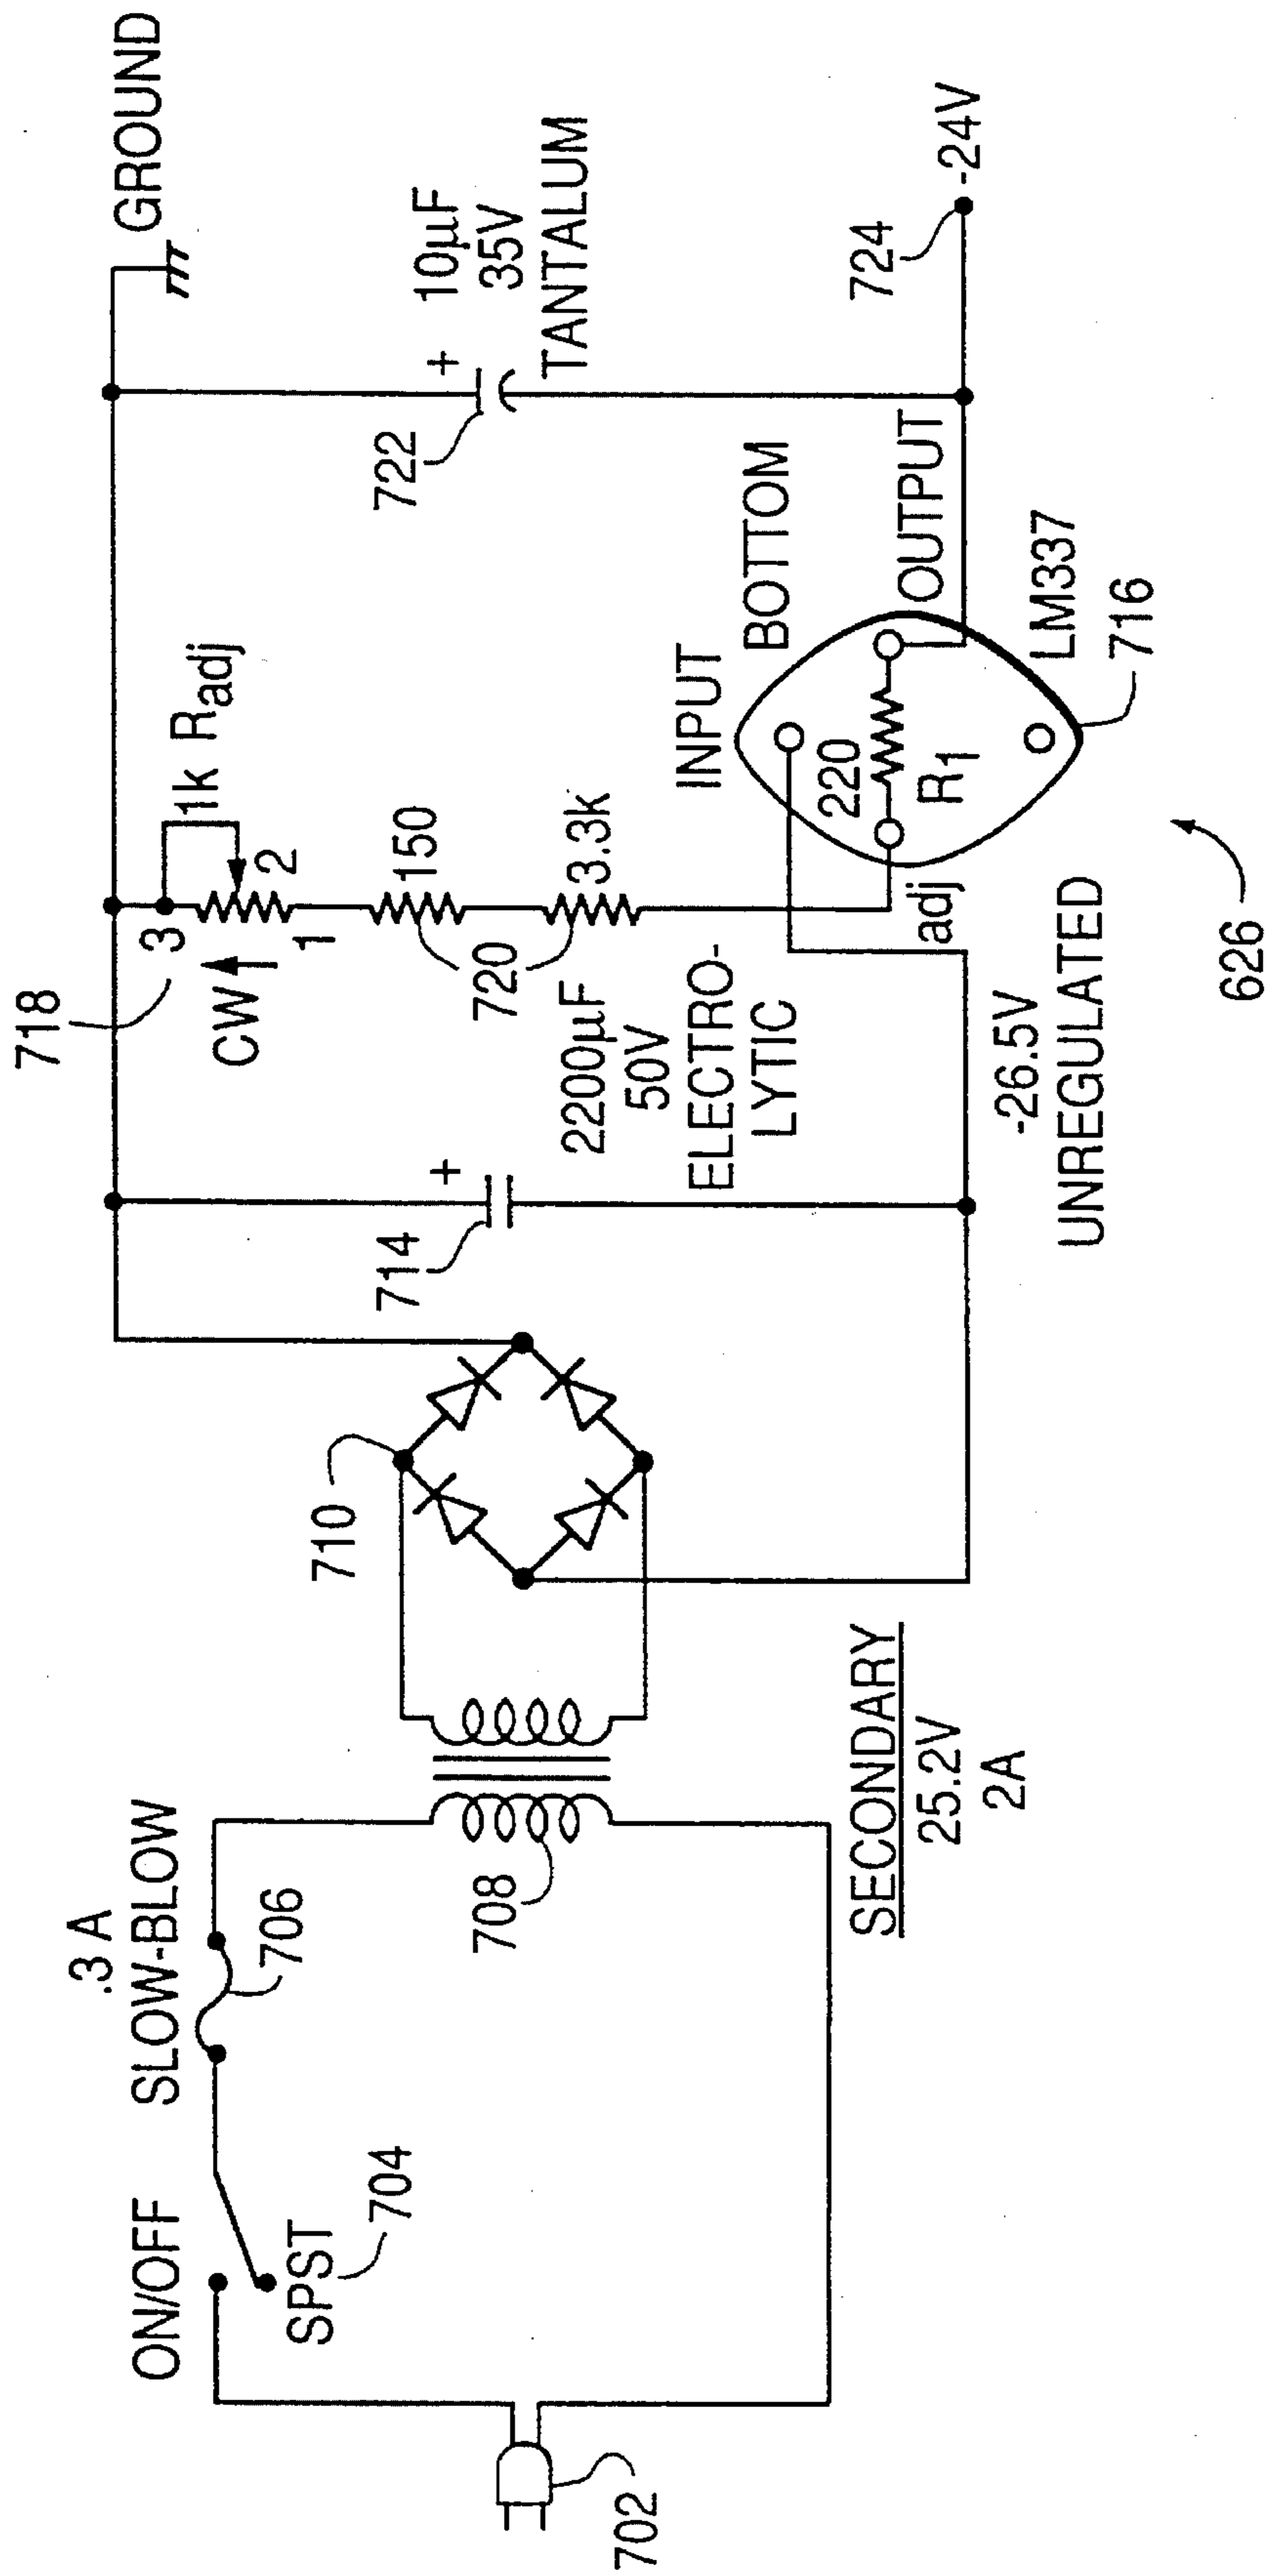 ON/OFF
SPST
704
702
.3 A
SLOW-BLOW
706
708
SECONDARY
25.2V
2A
710
714
+
2200µF
50V
ELECTRO-
LYTIC
-26.5V
UNREGULATED
718
3
CW
1
2
1k Radj
150
720
3.3k
adj
INPUT
BOTTOM
220
R1
OUTPUT
LM337
716
626
722
+
10µF
35V
TANTALUM
GROUND
724
-24V